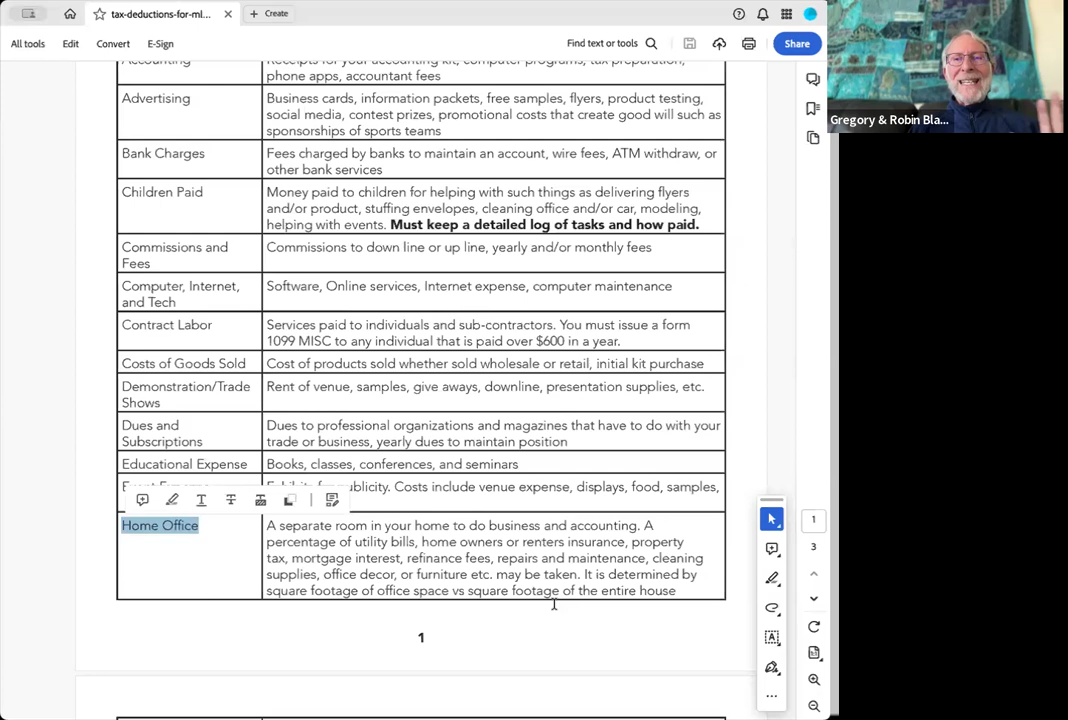 tax-deductions-for-ml...
Create
All tools
Edit
Convert
E-Sign
Find text or tools
Share
Gregory & Robin Bla...
Accounting
Receipts for your accounting kit, computer programs, tax preparation,
phone apps, accountant fees
Advertising
Business cards, information packets, free samples, flyers, product testing,
social media, contest prizes, promotional costs that create good will such as
sponsorships of sports teams
Bank Charges
Fees charged by banks to maintain an account, wire fees, ATM withdraw, or
other bank services
Children Paid
Money paid to children for helping with such things as delivering flyers
and/or product, stuffing envelopes, cleaning office and/or car, modeling,
helping with events. Must keep a detailed log of tasks and how paid.
Commissions and
Fees
Commissions to down line or up line, yearly and/or monthly fees
Computer, Internet,
and Tech
Software, Online services, Internet expense, computer maintenance
Contract Labor
Services paid to individuals and sub-contractors. You must issue a form
1099 MISC to any individual that is paid over $600 in a year.
Costs of Goods Sold
Cost of products sold whether sold wholesale or retail, initial kit purchase
Demonstration/Trade
Shows
Rent of venue, samples, give aways, downline, presentation supplies, etc.
Dues and
Subscriptions
Dues to professional organizations and magazines that have to do with your
trade or business, yearly dues to maintain position
Educational Expense
Books, classes, conferences, and seminars
publicity. Costs include venue expense, displays, food, samples,
Home Office
A separate room in your home to do business and accounting. A
percentage of utility bills, home owners or renters insurance, property
tax, mortgage interest, refinance fees, repairs and maintenance, cleaning
supplies, office decor, or furniture etc. may be taken. It is determined by
square footage of office space vs square footage of the entire house
1
1
3